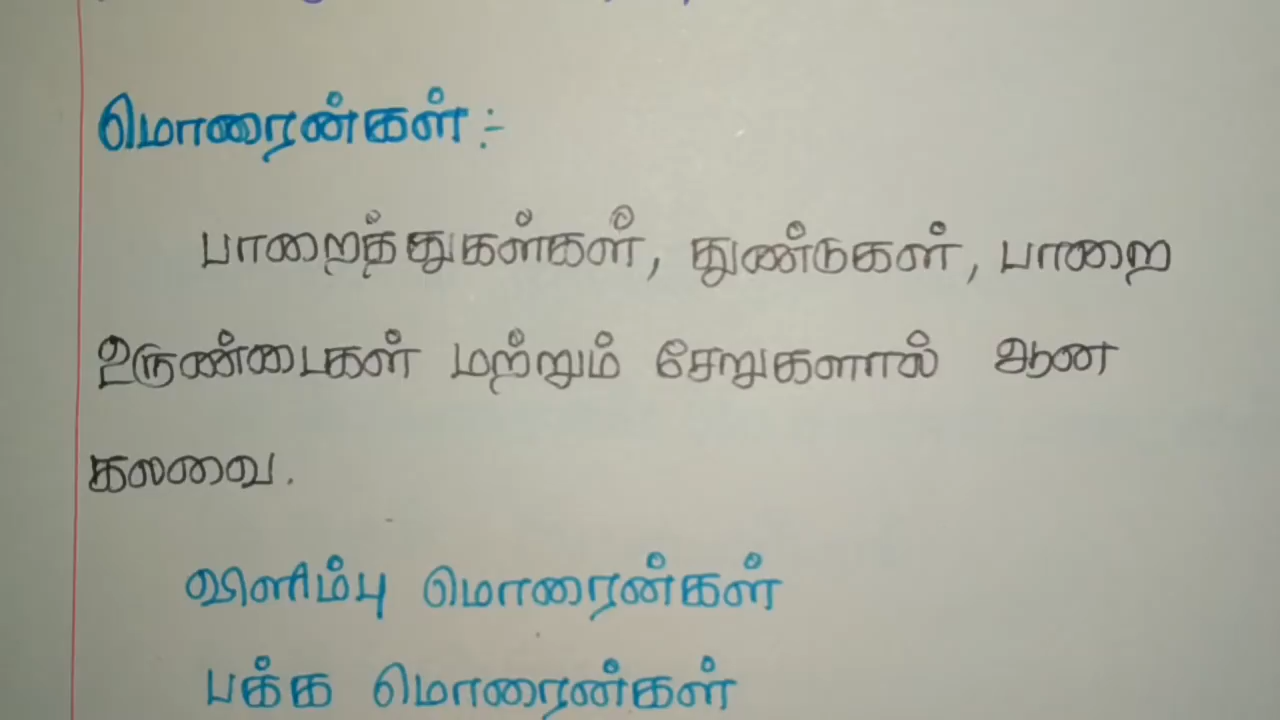 மொரைன்கள் :-
பாறைத்துகள்கள், துண்டுகள், பாறை
உருண்டைகள் மற்றும் சேறுகளால் ஆன
கலவை.
விளிம்பு மொரைன்கள்
பக்க மொரைன்கள்